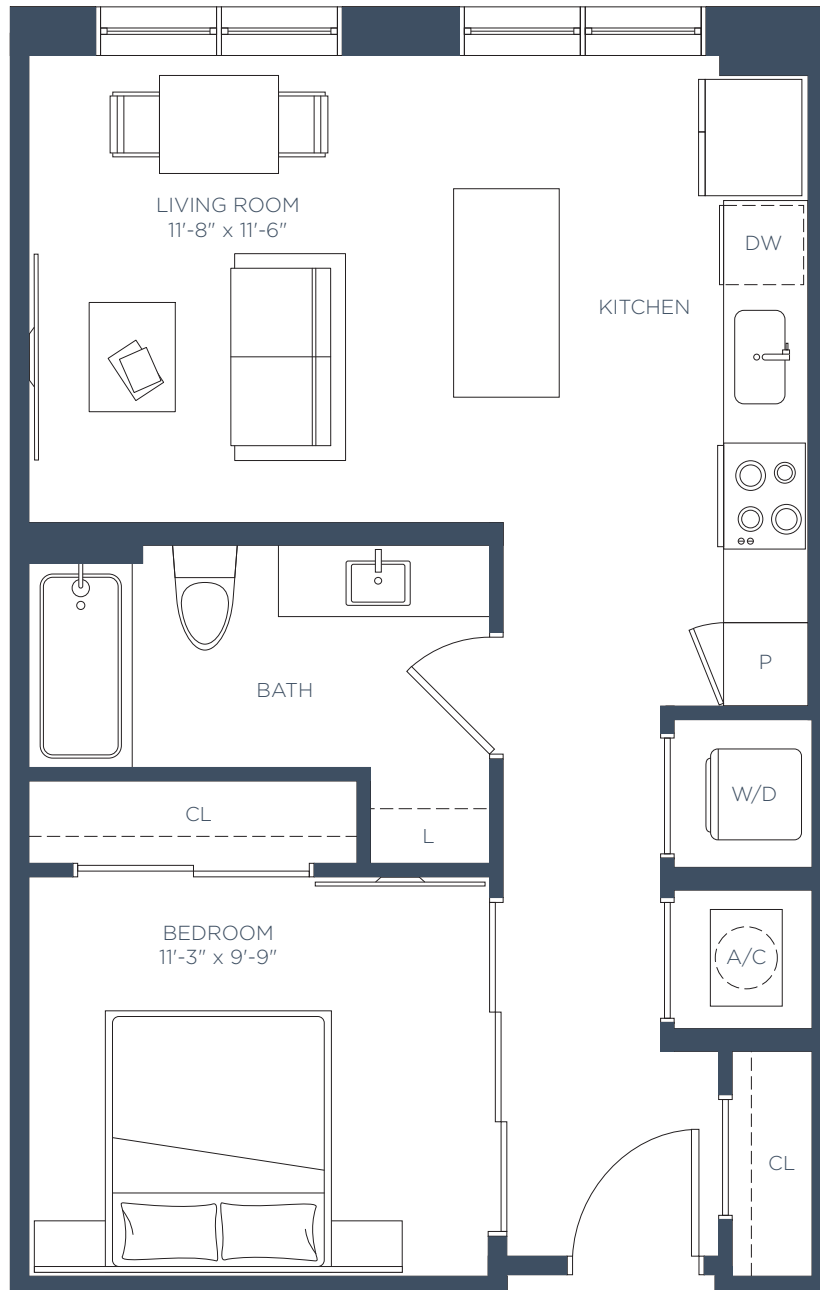 LIVING ROOM
11'-8" x 11'-6"
DW
KITCHEN
P
BATH
W/D
CL
L
BEDROOM
11'-3" x 9'-9"
A/C
CL